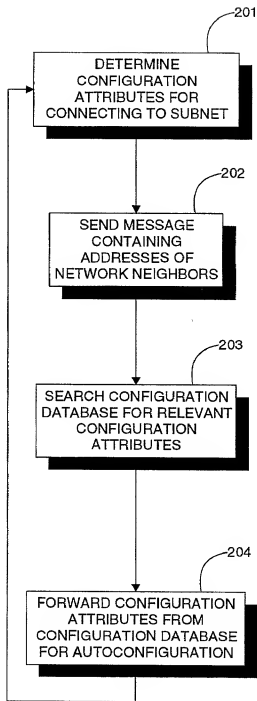 201
DETERMINE
CONFIGURATION
ATTRIBUTES FOR
CONNECTING TO SUBNET
202
SEND MESSAGE
CONTAINING
ADDRESSES OF
NETWORK NEIGHBORS
203
SEARCH CONFIGURATION
DATABASE FOR RELEVANT
CONFIGURATION
ATTRIBUTES
204
FORWARD CONFIGURATION
ATTRIBUTES FROM
CONFIGURATION DATABASE
FOR AUTOCONFIGURATION